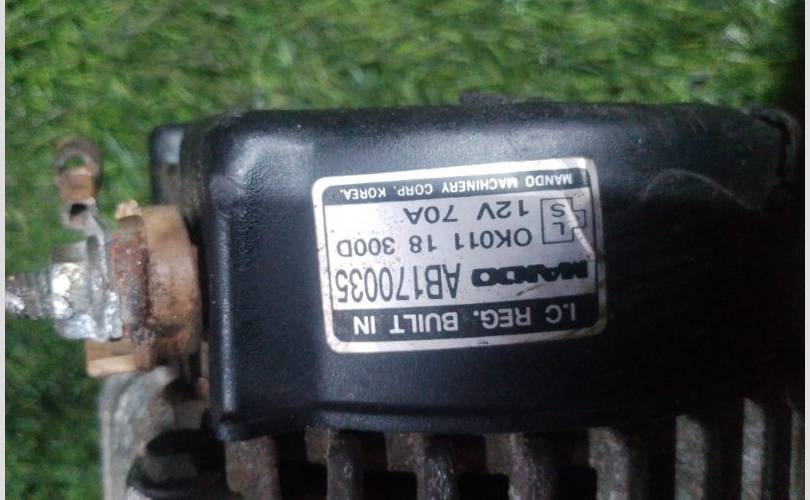 I.C REG. BUILT IN
MANDO AB170035
OK011 18 300D
L
S
12V 70A
MANDO MACHINERY CORP. KOREA.